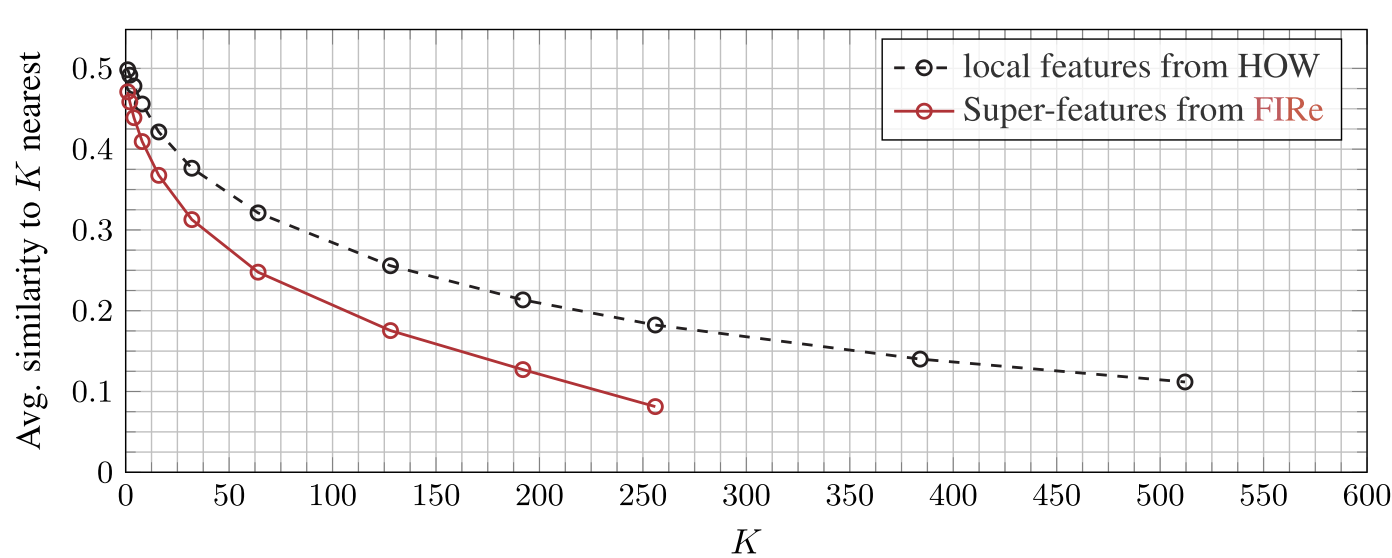 Avg. similarity to K nearest
0.5
0.4
0.3
0.2
0.1
0
local features from HOW
Super-features from FIRe
0 50 100 150 200 250 300 350 400 450 500 550 600
K